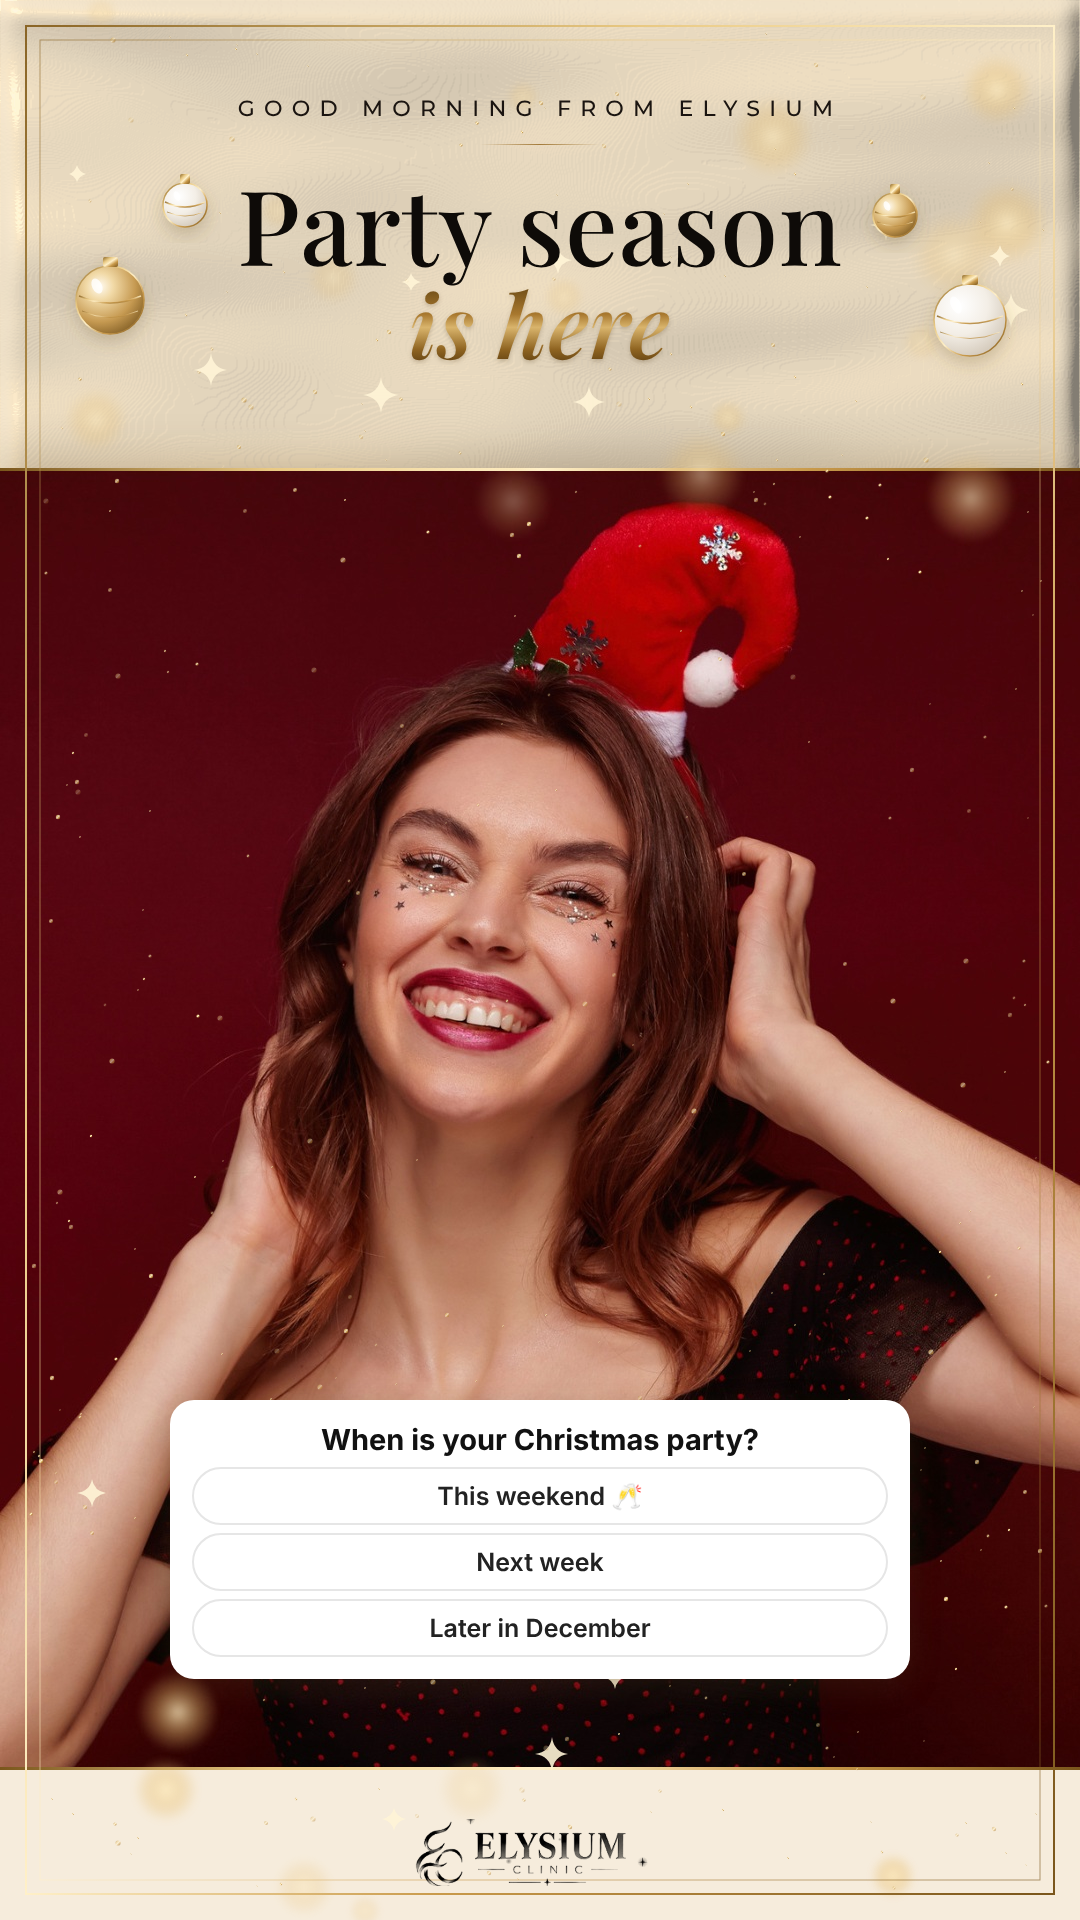 GOOD MORNING FROM ELYSIUM
Party season
is here
When is your Christmas party?
This weekend 🥂
Next week
Later in December
ELYSIUM
CLINIC